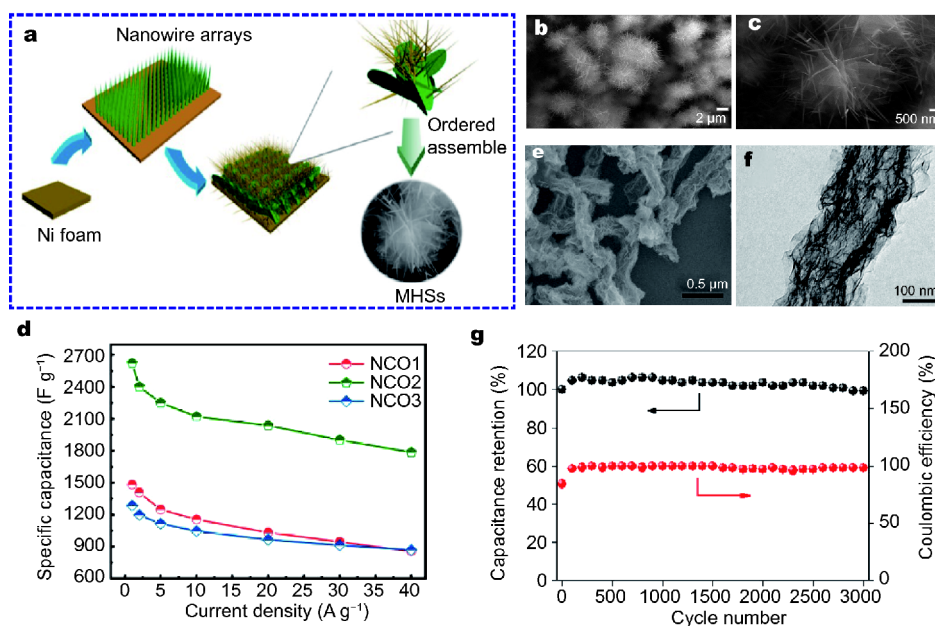 a
Nanowire arrays
Ni foam
Ordered
assemble
MHSs
b
2 µm
c
500 nm
e
0.5 µm
f
100 nm
d
Specific capacitance (F g⁻¹)
2700
2400
2100
1800
1500
1200
900
600
NCO1
NCO2
NCO3
0 5 10 15 20 25 30 35 40
Current density (A g⁻¹)
g
Capacitance retention (%)
120
100
80
60
40
20
0
200
150
100
50
0
Coulombic efficiency (%)
0 500 1000 1500 2000 2500 3000
Cycle number